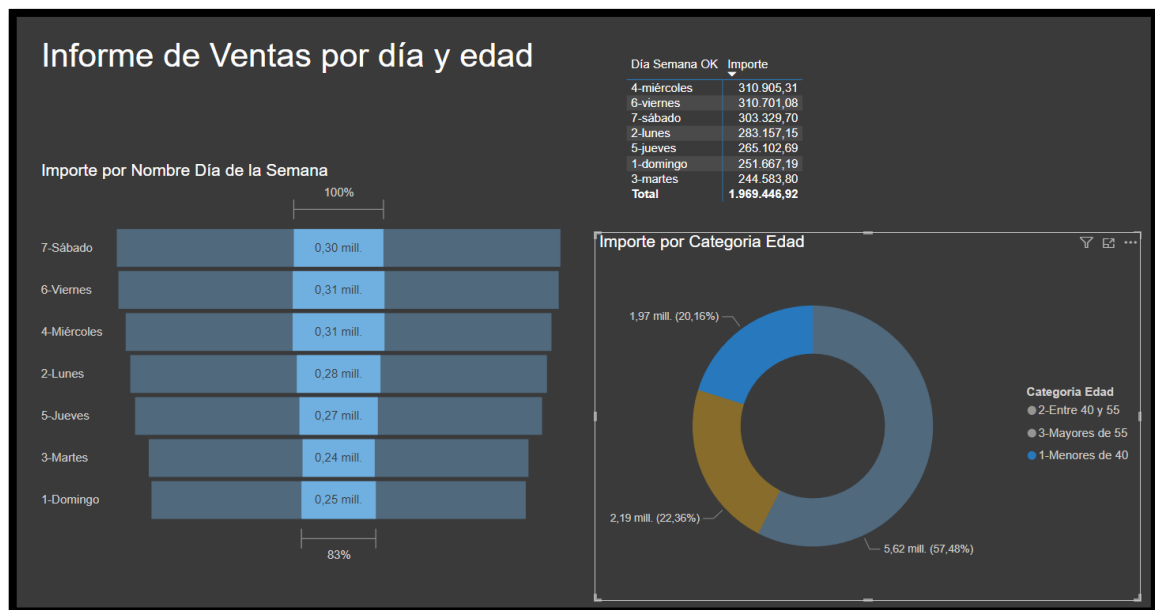 Informe de Ventas por día y edad
Día Semana OK Importe
4-miércoles 310.905,31
6-viernes 310.701,08
7-sábado 303.329,70
2-lunes 283.157,15
5-jueves 265.102,69
1-domingo 251.667,19
3-martes 244.583,80
Total 1.969.446,92
Importe por Nombre Día de la Semana
100%
7-Sábado 0,30 mill.
6-Viernes 0,31 mill.
4-Miércoles 0,31 mill.
2-Lunes 0,28 mill.
5-Jueves 0,27 mill.
3-Martes 0,24 mill.
1-Domingo 0,25 mill.
83%
Importe por Categoria Edad
1,97 mill. (20,16%)
2,19 mill. (22,36%)
5,62 mill. (57,48%)
Categoria Edad
2-Entre 40 y 55
3-Mayores de 55
1-Menores de 40